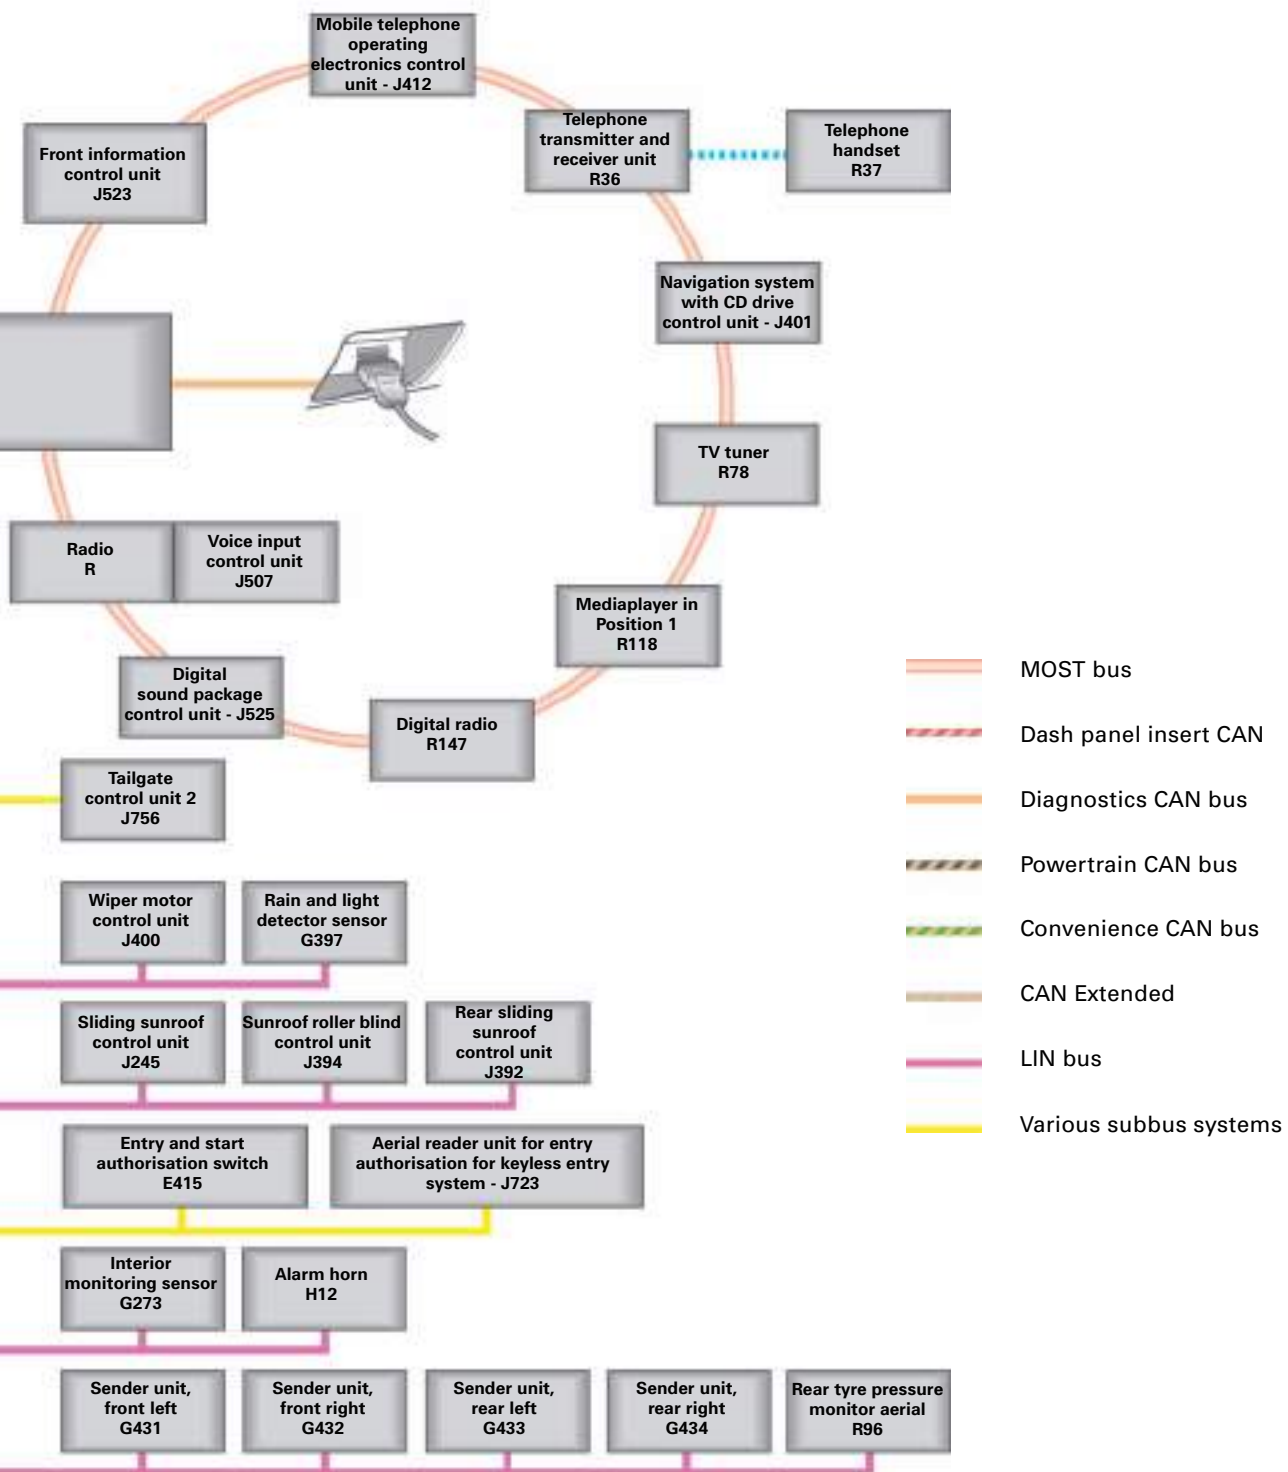 Mobile telephone
operating
electronics control
unit - J412
Front information
control unit
J523
Telephone
transmitter and
receiver unit
R36
Telephone
handset
R37
Navigation system
with CD drive
control unit - J401
TV tuner
R78
Radio
R
Voice input
control unit
J507
Mediaplayer in
Position 1
R118
Digital
sound package
control unit - J525
Digital radio
R147
Tailgate
control unit 2
J756
Wiper motor
control unit
J400
Rain and light
detector sensor
G397
Sliding sunroof
control unit
J245
Sunroof roller blind
control unit
J394
Rear sliding
sunroof
control unit
J392
Entry and start
authorisation switch
E415
Aerial reader unit for entry
authorisation for keyless entry
system - J723
Interior
monitoring sensor
G273
Alarm horn
H12
Sender unit,
front left
G431
Sender unit,
front right
G432
Sender unit,
rear left
G433
Sender unit,
rear right
G434
Rear tyre pressure
monitor aerial
R96
MOST bus
Dash panel insert CAN
Diagnostics CAN bus
Powertrain CAN bus
Convenience CAN bus
CAN Extended
LIN bus
Various subbus systems